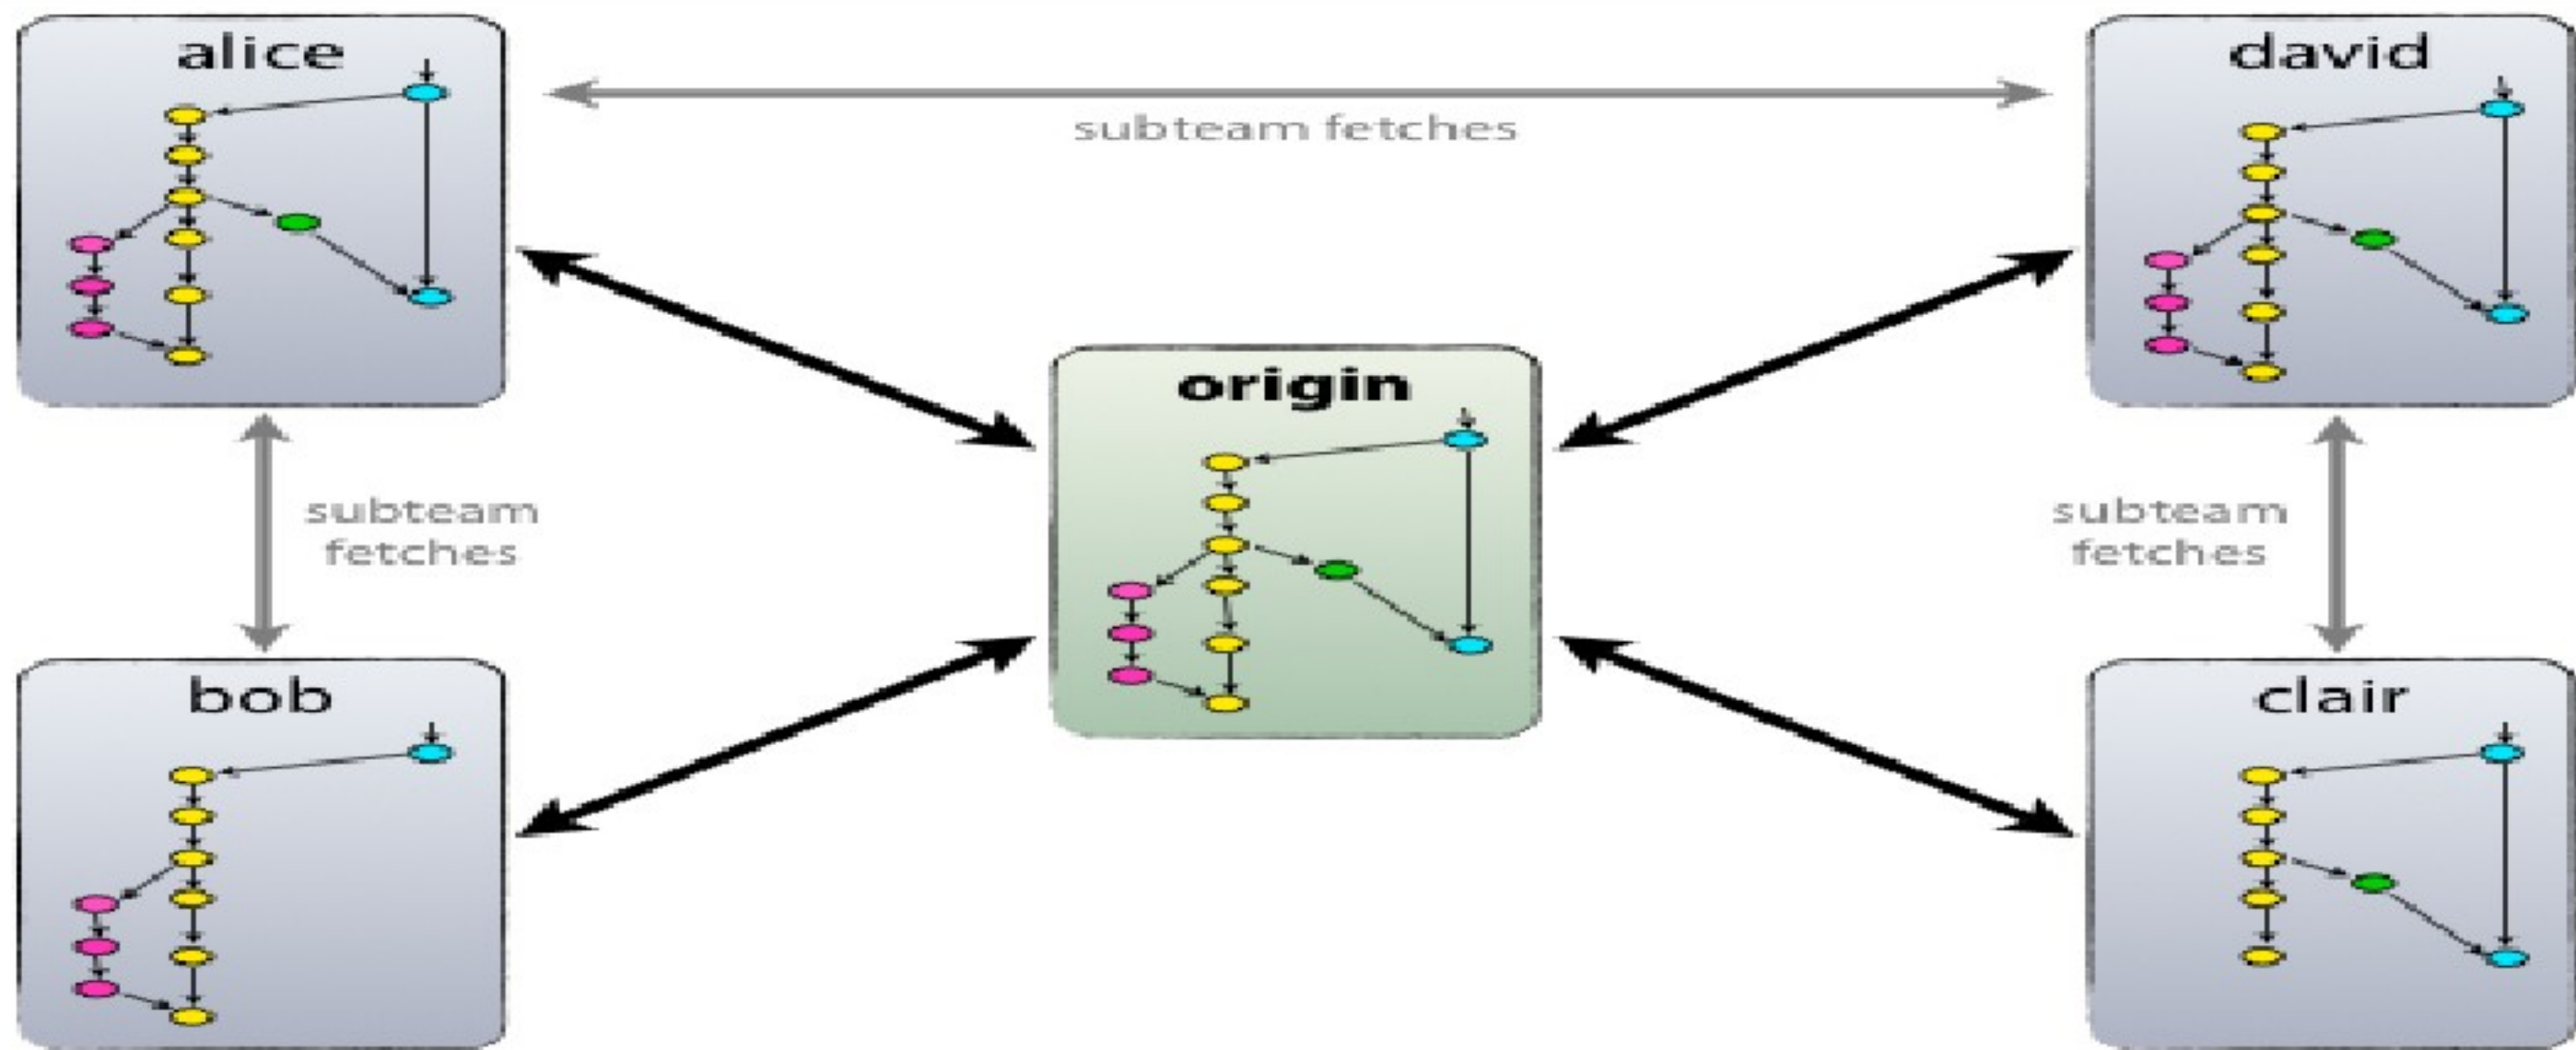 alice
david
subteam fetches
origin
subteam
fetches
subteam
fetches
bob
clair